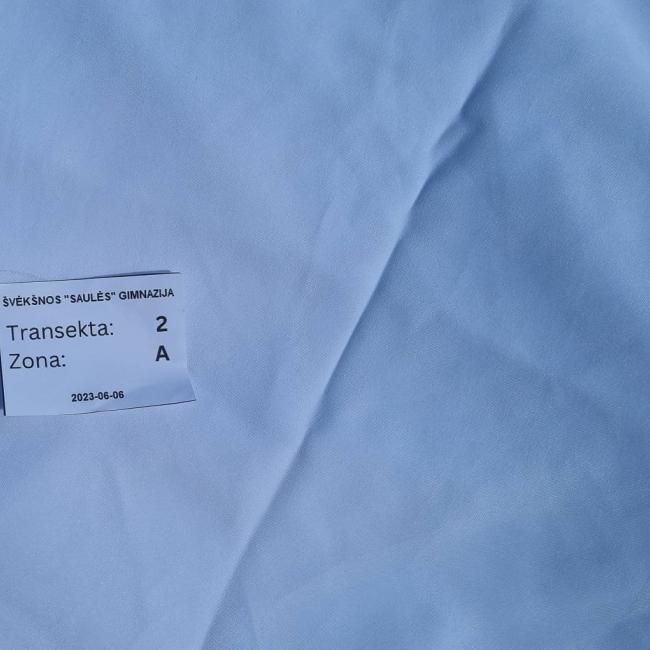 ŠVĖKŠNOS "SAULĖS" GIMNAZIJA
Transekta: 2
Zona: A
2023-06-06